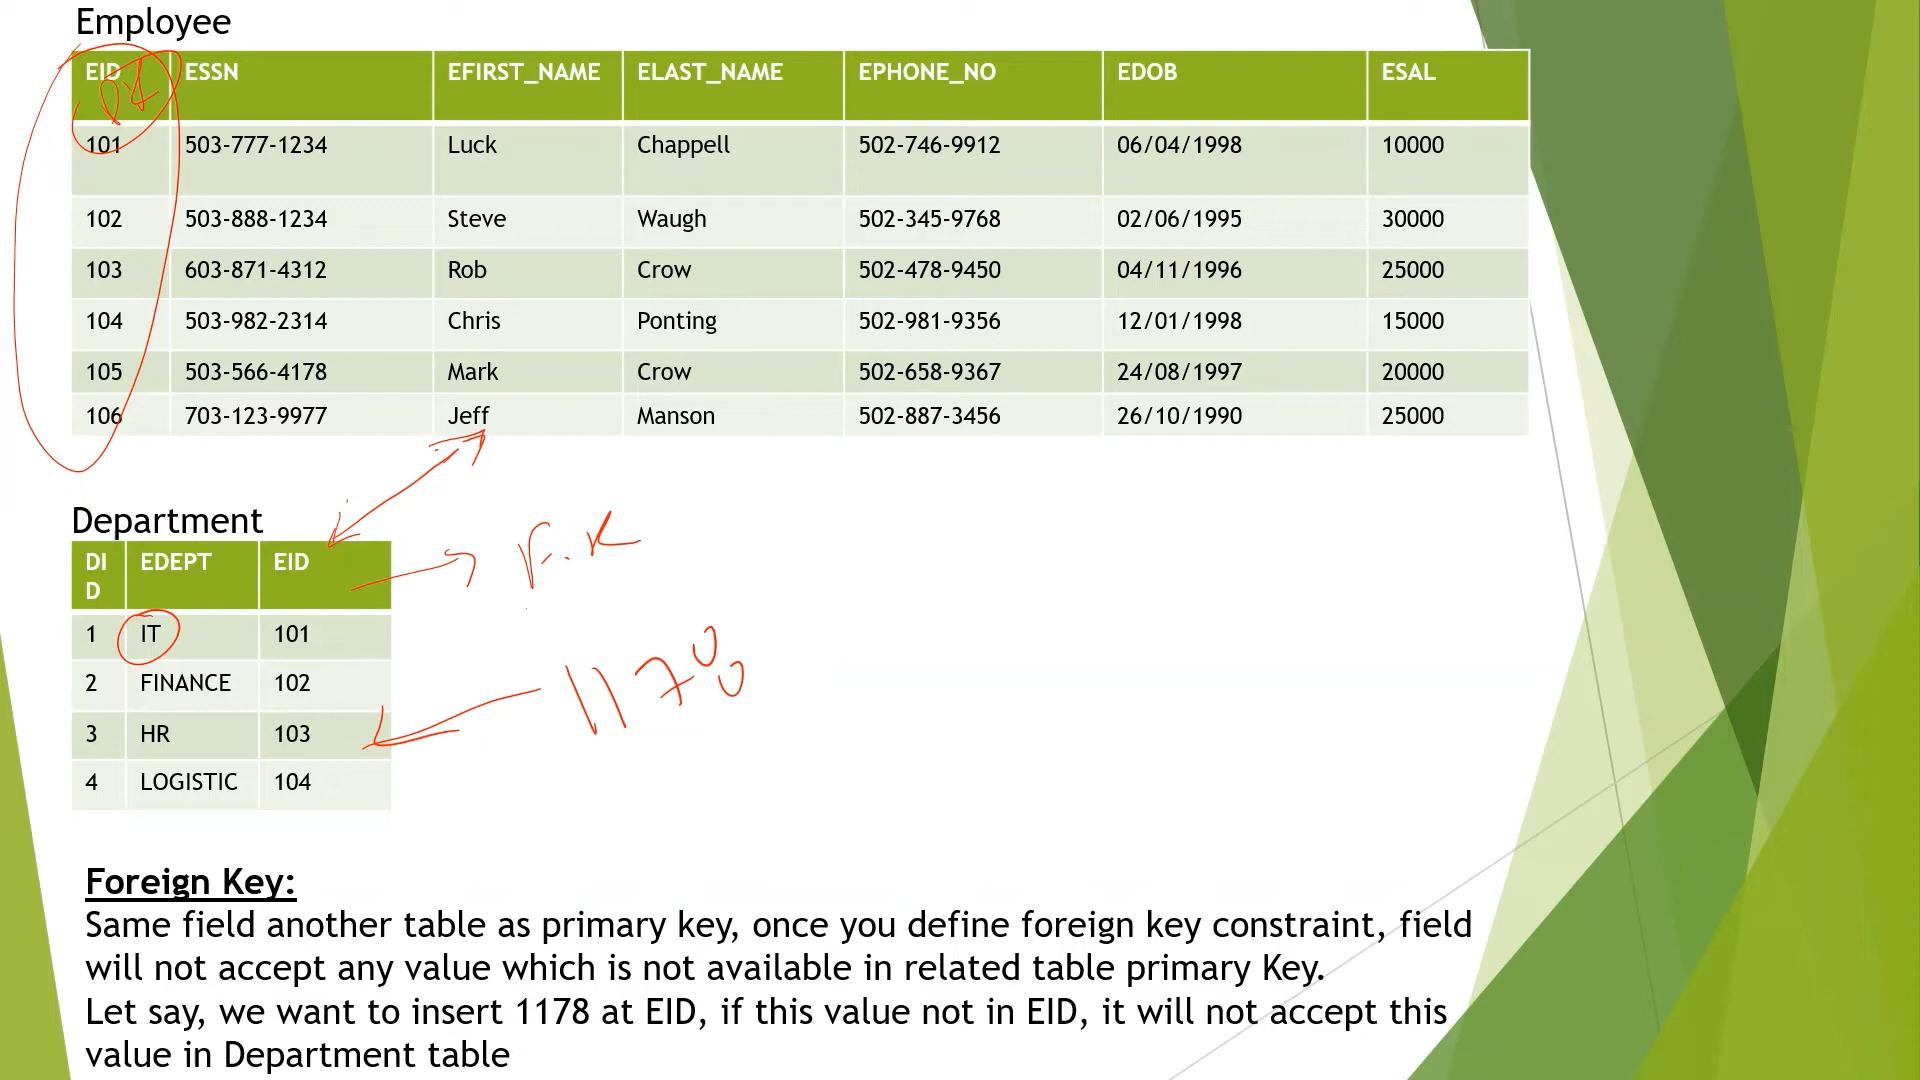 Employee
EID ESSN EFIRST_NAME ELAST_NAME EPHONE_NO EDOB ESAL
101 503-777-1234 Luck Chappell 502-746-9912 06/04/1998 10000
102 503-888-1234 Steve Waugh 502-345-9768 02/06/1995 30000
103 603-871-4312 Rob Crow 502-478-9450 04/11/1996 25000
104 503-982-2314 Chris Ponting 502-981-9356 12/01/1998 15000
105 503-566-4178 Mark Crow 502-658-9367 24/08/1997 20000
106 703-123-9977 Jeff Manson 502-887-3456 26/10/1990 25000
Department
F.K
DI EDEPT EID
D
1 IT 101
2 FINANCE 102
1178
3 HR 103
4 LOGISTIC 104
Foreign Key:
Same field another table as primary key, once you define foreign key constraint, field
will not accept any value which is not available in related table primary Key.
Let say, we want to insert 1178 at EID, if this value not in EID, it will not accept this
value in Department table